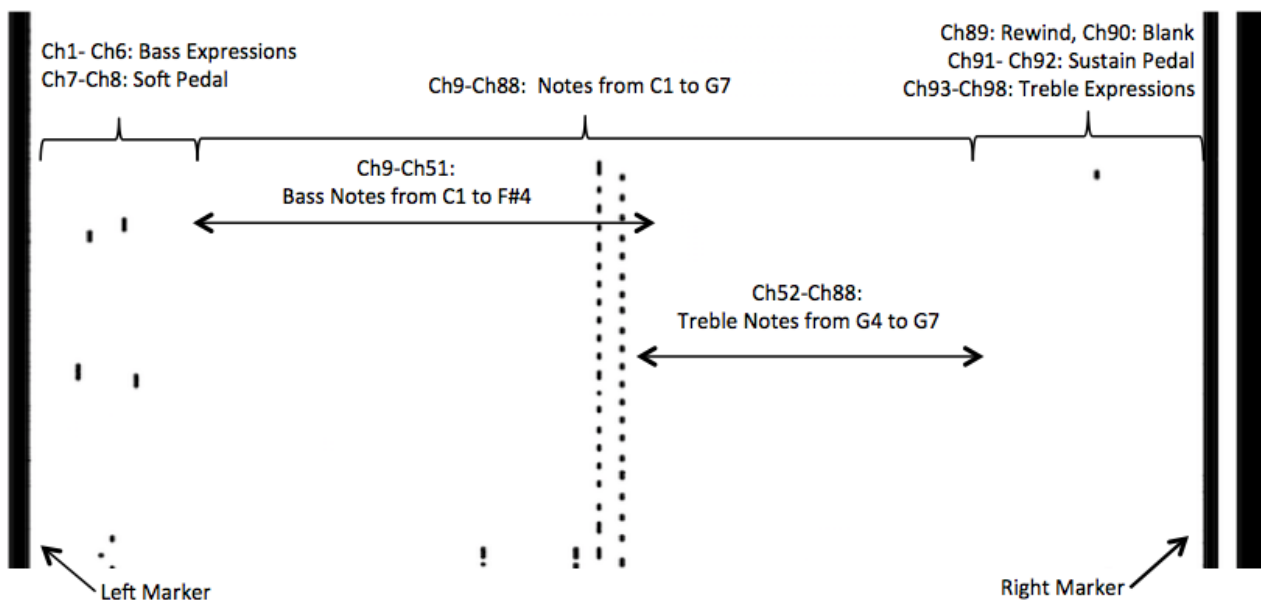 Ch1- Ch6: Bass Expressions
Ch7-Ch8: Soft Pedal
Ch9-Ch88:  Notes from C1 to G7
Ch89: Rewind, Ch90: Blank
Ch91- Ch92: Sustain Pedal
Ch93-Ch98: Treble Expressions
Ch9-Ch51:
Bass Notes from C1 to F#4
Ch52-Ch88:
Treble Notes from G4 to G7
Left Marker
Right Marker